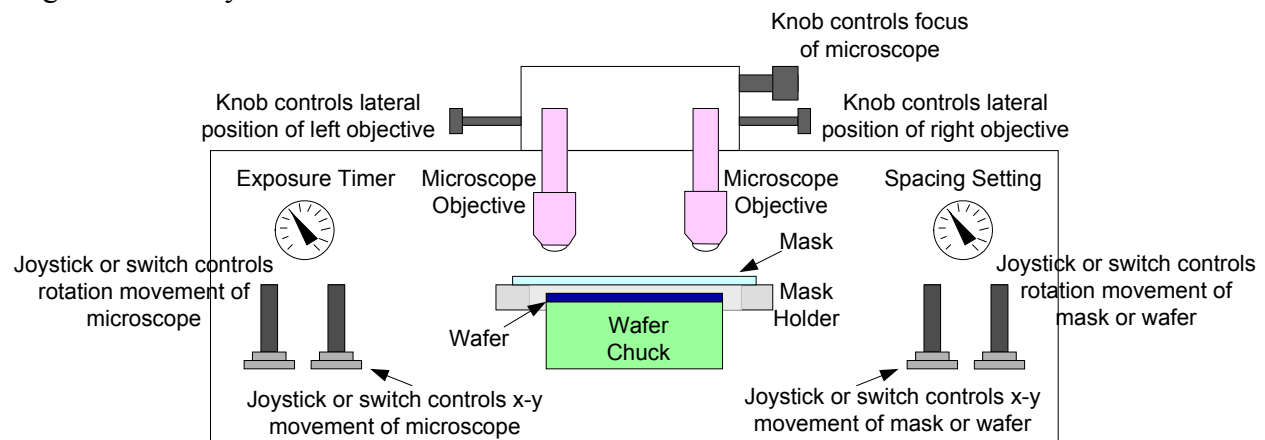 Knob controls focus
of microscope
Knob controls lateral
position of left objective
Knob controls lateral
position of right objective
Exposure Timer
Microscope
Objective
Microscope
Objective
Spacing Setting
Mask
Joystick or switch controls
rotation movement of
microscope
Joystick or switch controls
rotation movement of
mask or wafer
Mask
Holder
Wafer
Wafer
Chuck
Joystick or switch controls x-y
movement of microscope
Joystick or switch controls x-y
movement of mask or wafer